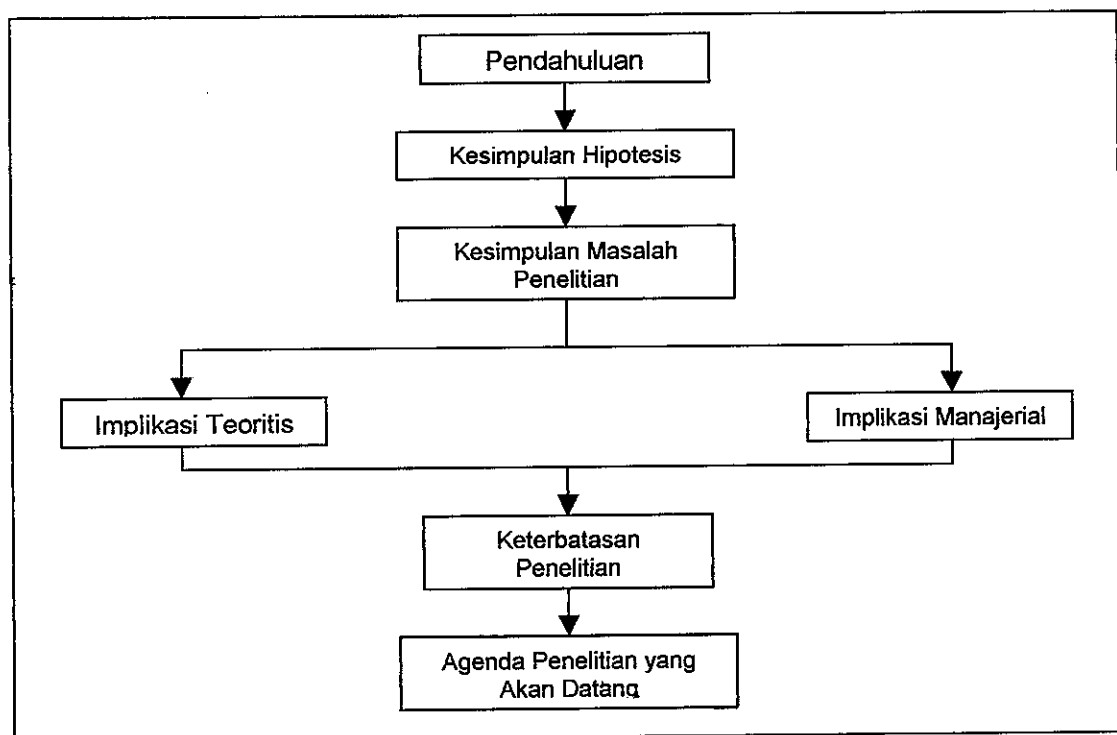 Pendahuluan
Kesimpulan Hipotesis
Kesimpulan Masalah
Penelitian
Implikasi Teoritis
Implikasi Manajerial
Keterbatasan
Penelitian
Agenda Penelitian yang
Akan Datang